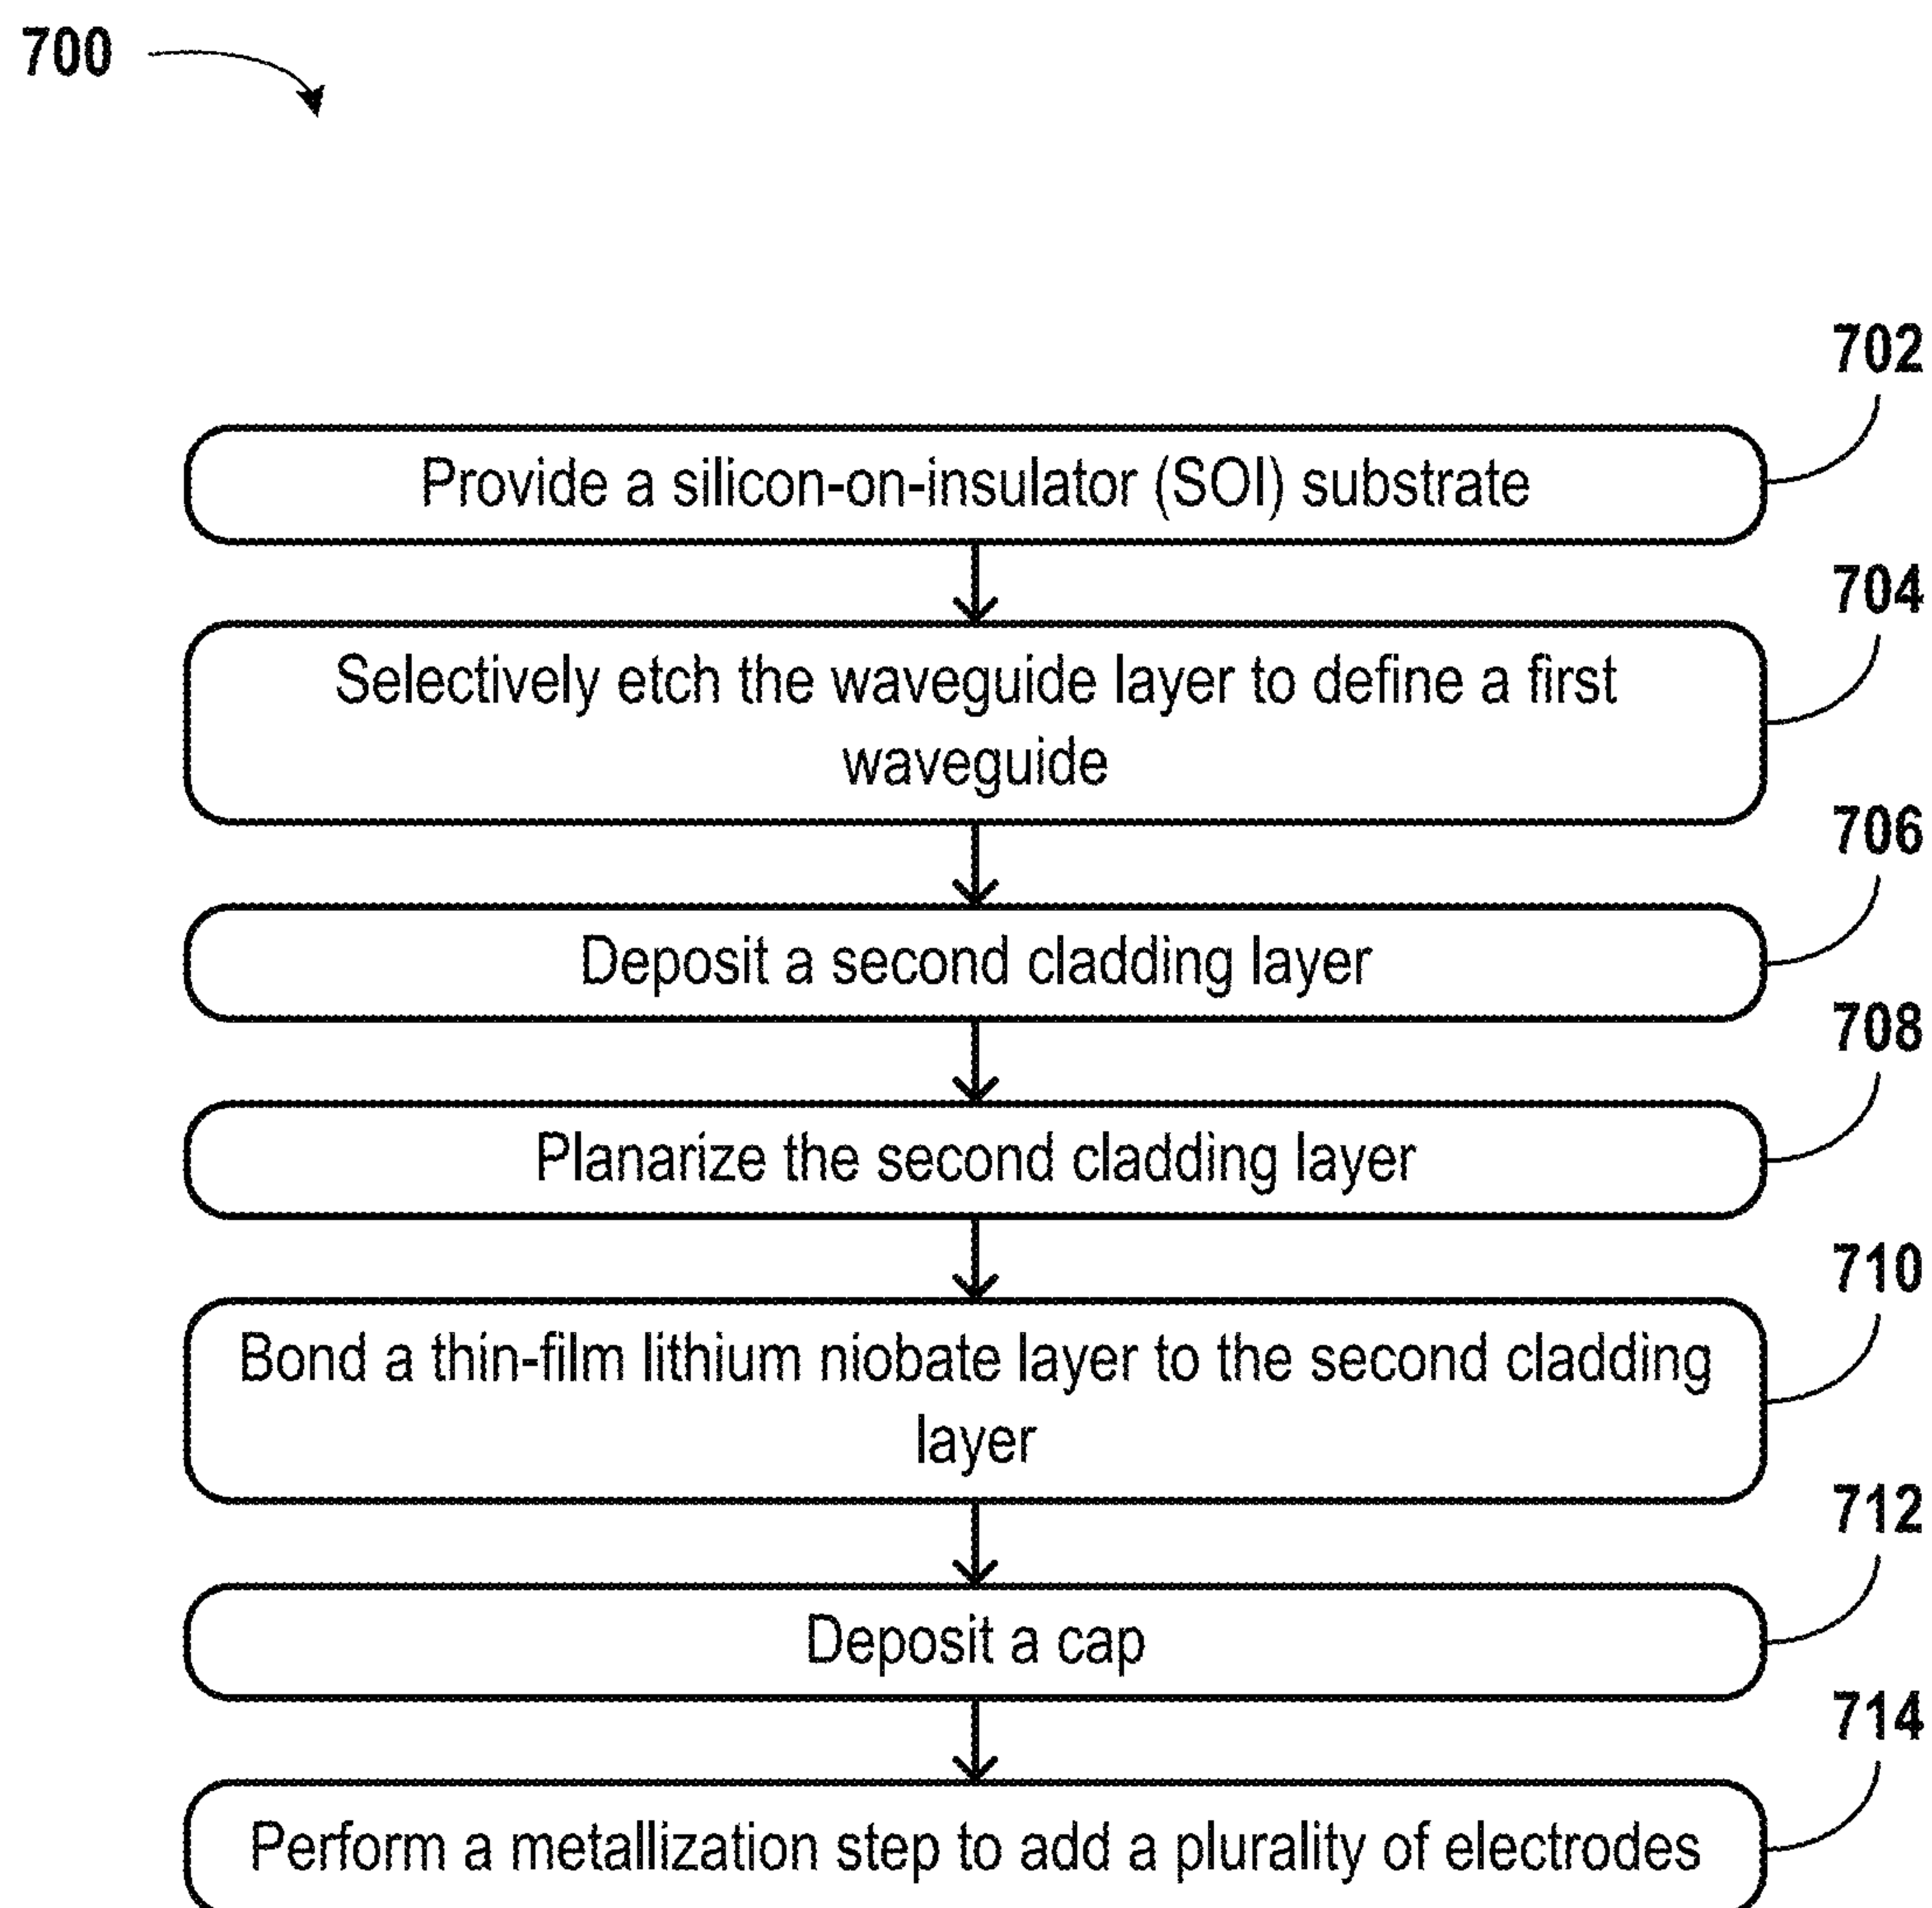 700
702
Provide a silicon-on-insulator (SOI) substrate
704
Selectively etch the waveguide layer to define a first
waveguide
706
Deposit a second cladding layer
708
Planarize the second cladding layer
710
Bond a thin-film lithium niobate layer to the second cladding
layer
712
Deposit a cap
714
Perform a metallization step to add a plurality of electrodes